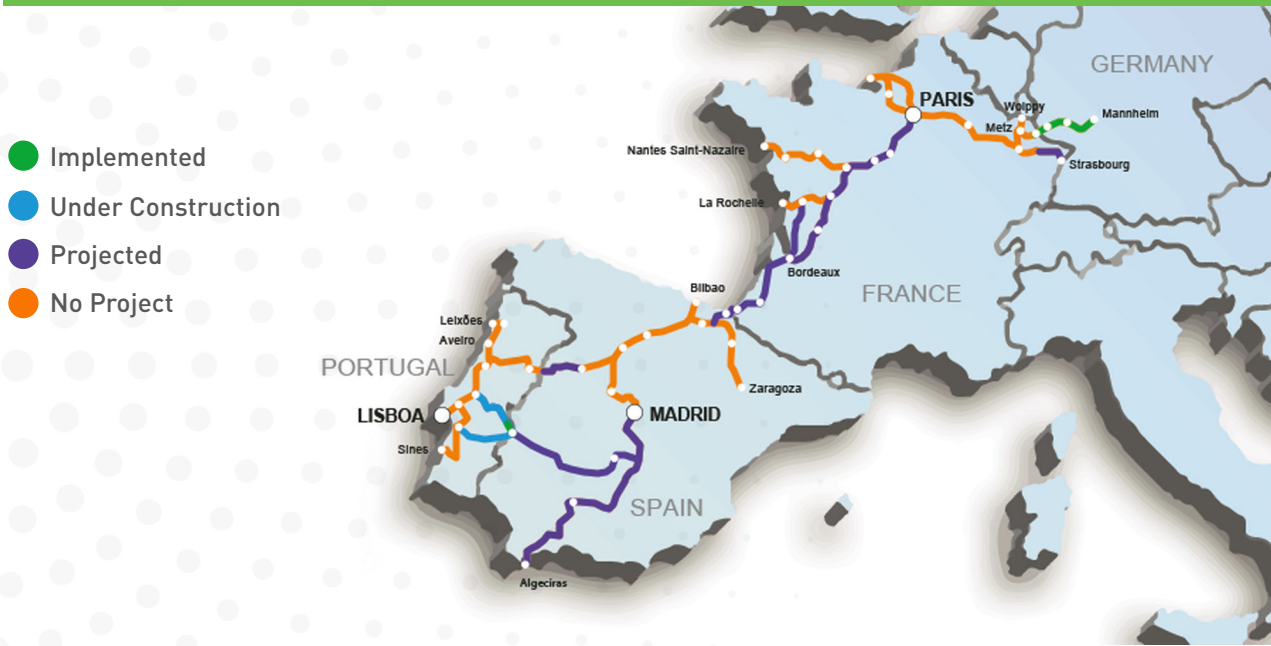 Implemented
Under Construction
Projected
No Project
GERMANY
PARIS
Woippy
Mannheim
Metz
Nantes Saint-Nazaire
Strasbourg
La Rochelle
Bordeaux
Bilbao
FRANCE
Leixões
Aveiro
PORTUGAL
Zaragoza
LISBOA
MADRID
Sines
SPAIN
Algeciras